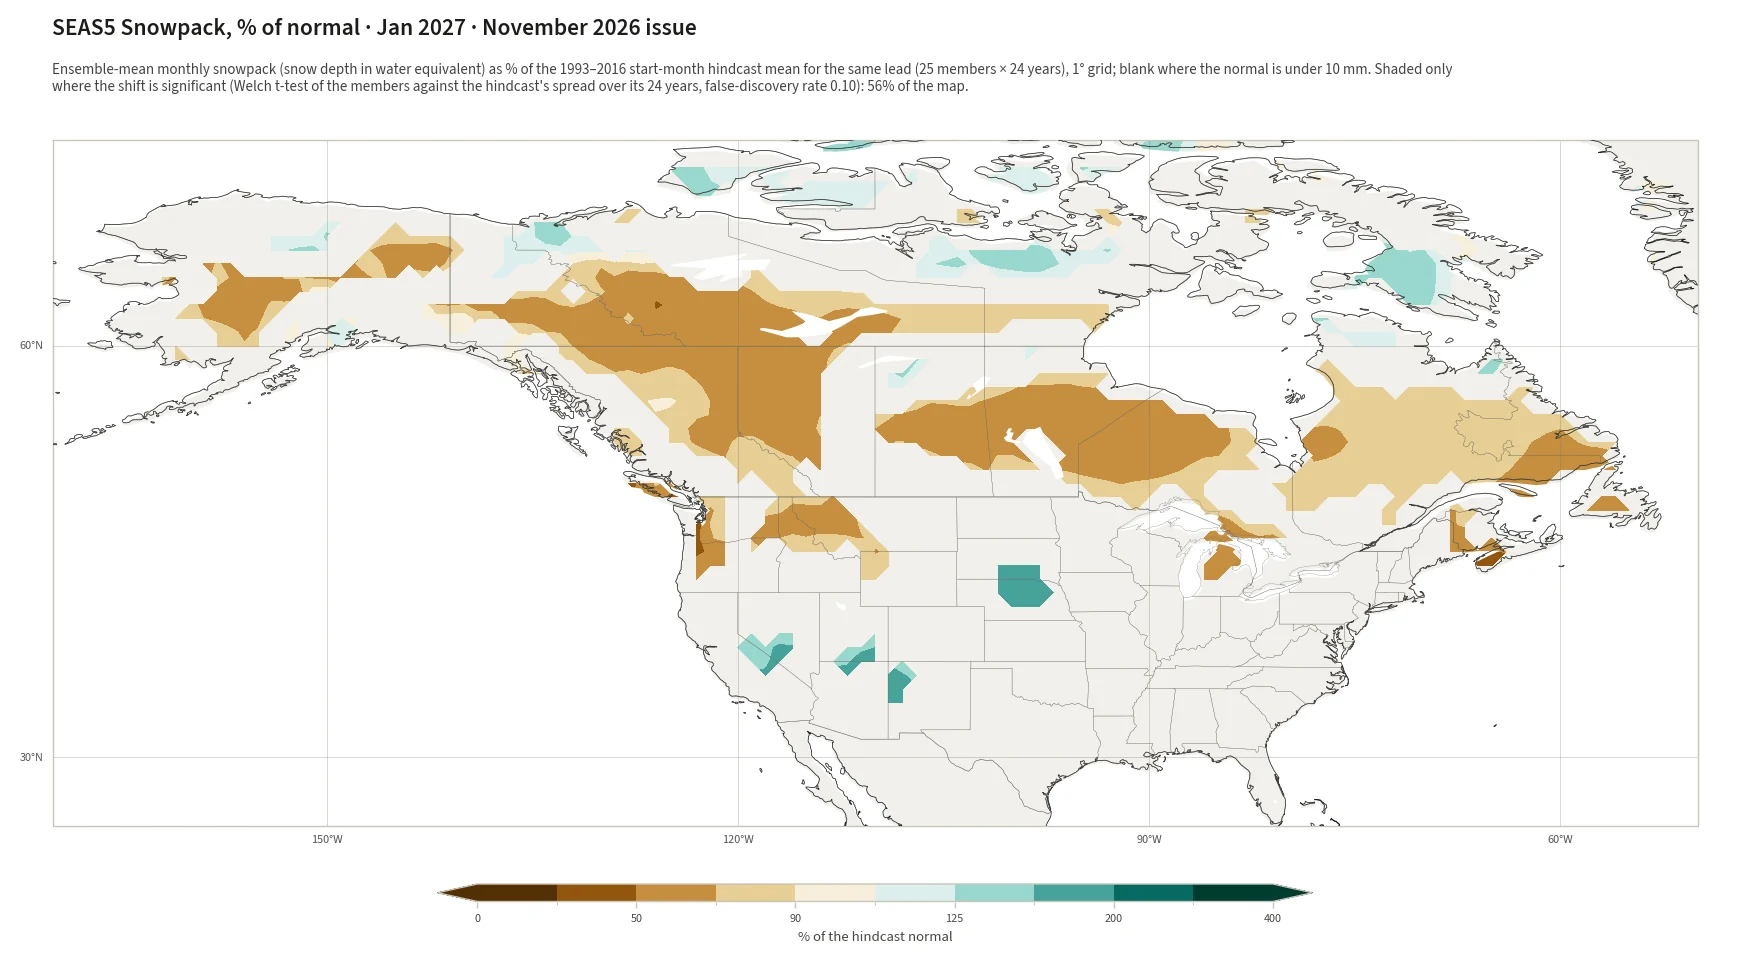 SEAS5 Snowpack, % of normal · Jan 2027 · November 2026 issue
Ensemble-mean monthly snowpack (snow depth in water equivalent) as % of the 1993–2016 start-month hindcast mean for the same lead (25 members × 24 years), 1° grid; blank where the normal is under 10 mm. Shaded only
where the shift is significant (Welch t-test of the members against the hindcast's spread over its 24 years, false-discovery rate 0.10): 56% of the map.
60°N
30°N
150°W 120°W 90°W 60°W
0 50 90 125 200 400
% of the hindcast normal